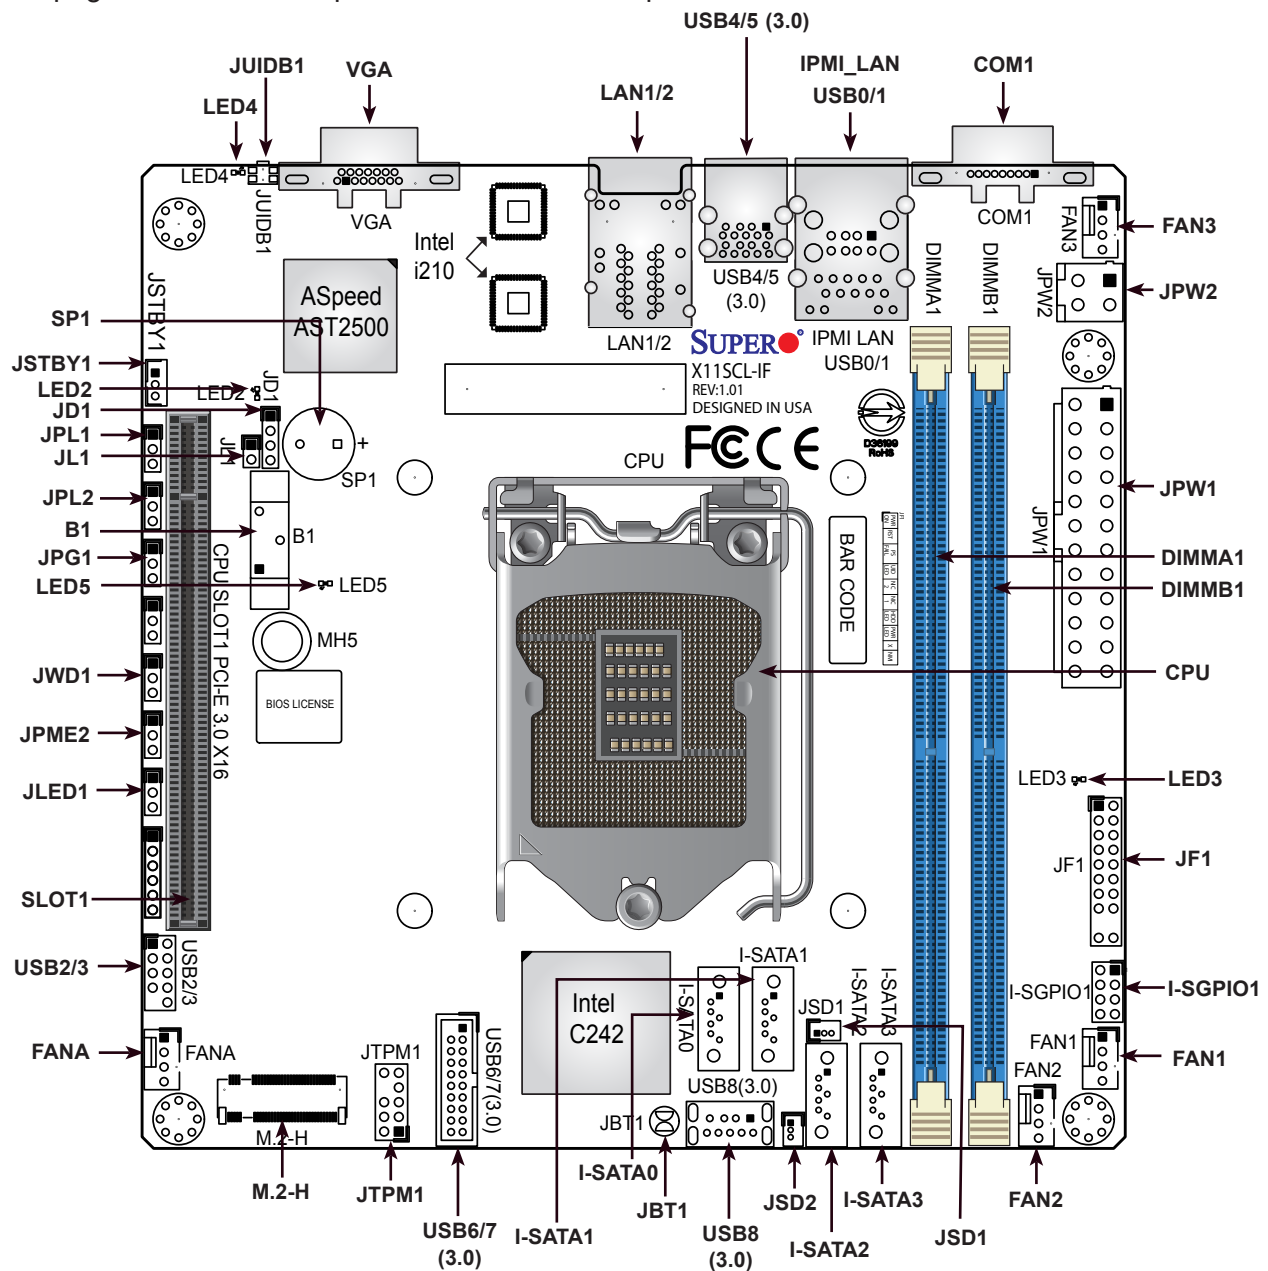 USB4/5 (3.0)
JUIDB1
VGA
IPMI_LAN
USB0/1
COM1
LED4
LAN1/2
LED4
JUIDB1
VGA
COM1
FAN3
FAN3
Intel
i210
USB4/5
(3.0)
DIMMA1
DIMMB1
JPW2
JPW2
JSTBY1
ASpeed
AST2500
SP1
LAN1/2
SUPER
IPMI LAN
USB0/1
X11SCL-IF
REV:1.01
DESIGNED IN USA
JSTBY1
LED2
LED2
JD1
JD1
JPL1
JL1
JL1
+
SP1
FC CE
D36199
RoHS
CPU
JPL2
B1
B1
JPW1
JPW1
JPG1
LED5
LED5
BAR CODE
DIMMA1
DIMMB1
CPU SLOT1 PCI-E 3.0 X16
MH5
CPU
JWD1
BIOS LICENSE
JPME2
JLED1
LED3
LED3
JF1
JF1
SLOT1
USB2/3
USB2/3
I-SATA1
I-SATA0
I-SATA2
I-SATA3
JSD1
I-SGPIO1
I-SGPIO1
Intel
C242
FANA
FANA
JTPM1
USB6/7(3.0)
USB8(3.0)
FAN1
FAN1
FAN2
M.2-H
JBT1
M.2-H
JTPM1
I-SATA0
JBT1
JSD2
I-SATA3
FAN2
USB6/7
(3.0)
I-SATA1
USB8
(3.0)
I-SATA2
JSD1